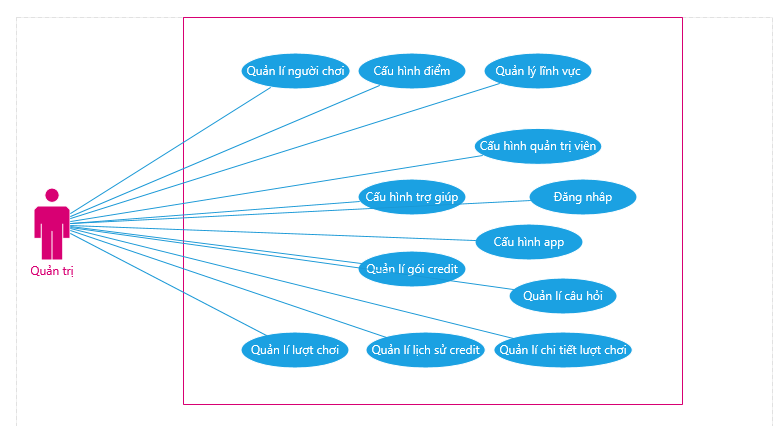 Quản lí người chơi
Cấu hình điểm
Quản lý lĩnh vực
Cấu hình quản trị viên
Cấu hình trợ giúp
Đăng nhập
Cấu hình app
Quản trị
Quản lí gói credit
Quản lí câu hỏi
Quản lí lượt chơi
Quản lí lịch sử credit
Quản lí chi tiết lượt chơi